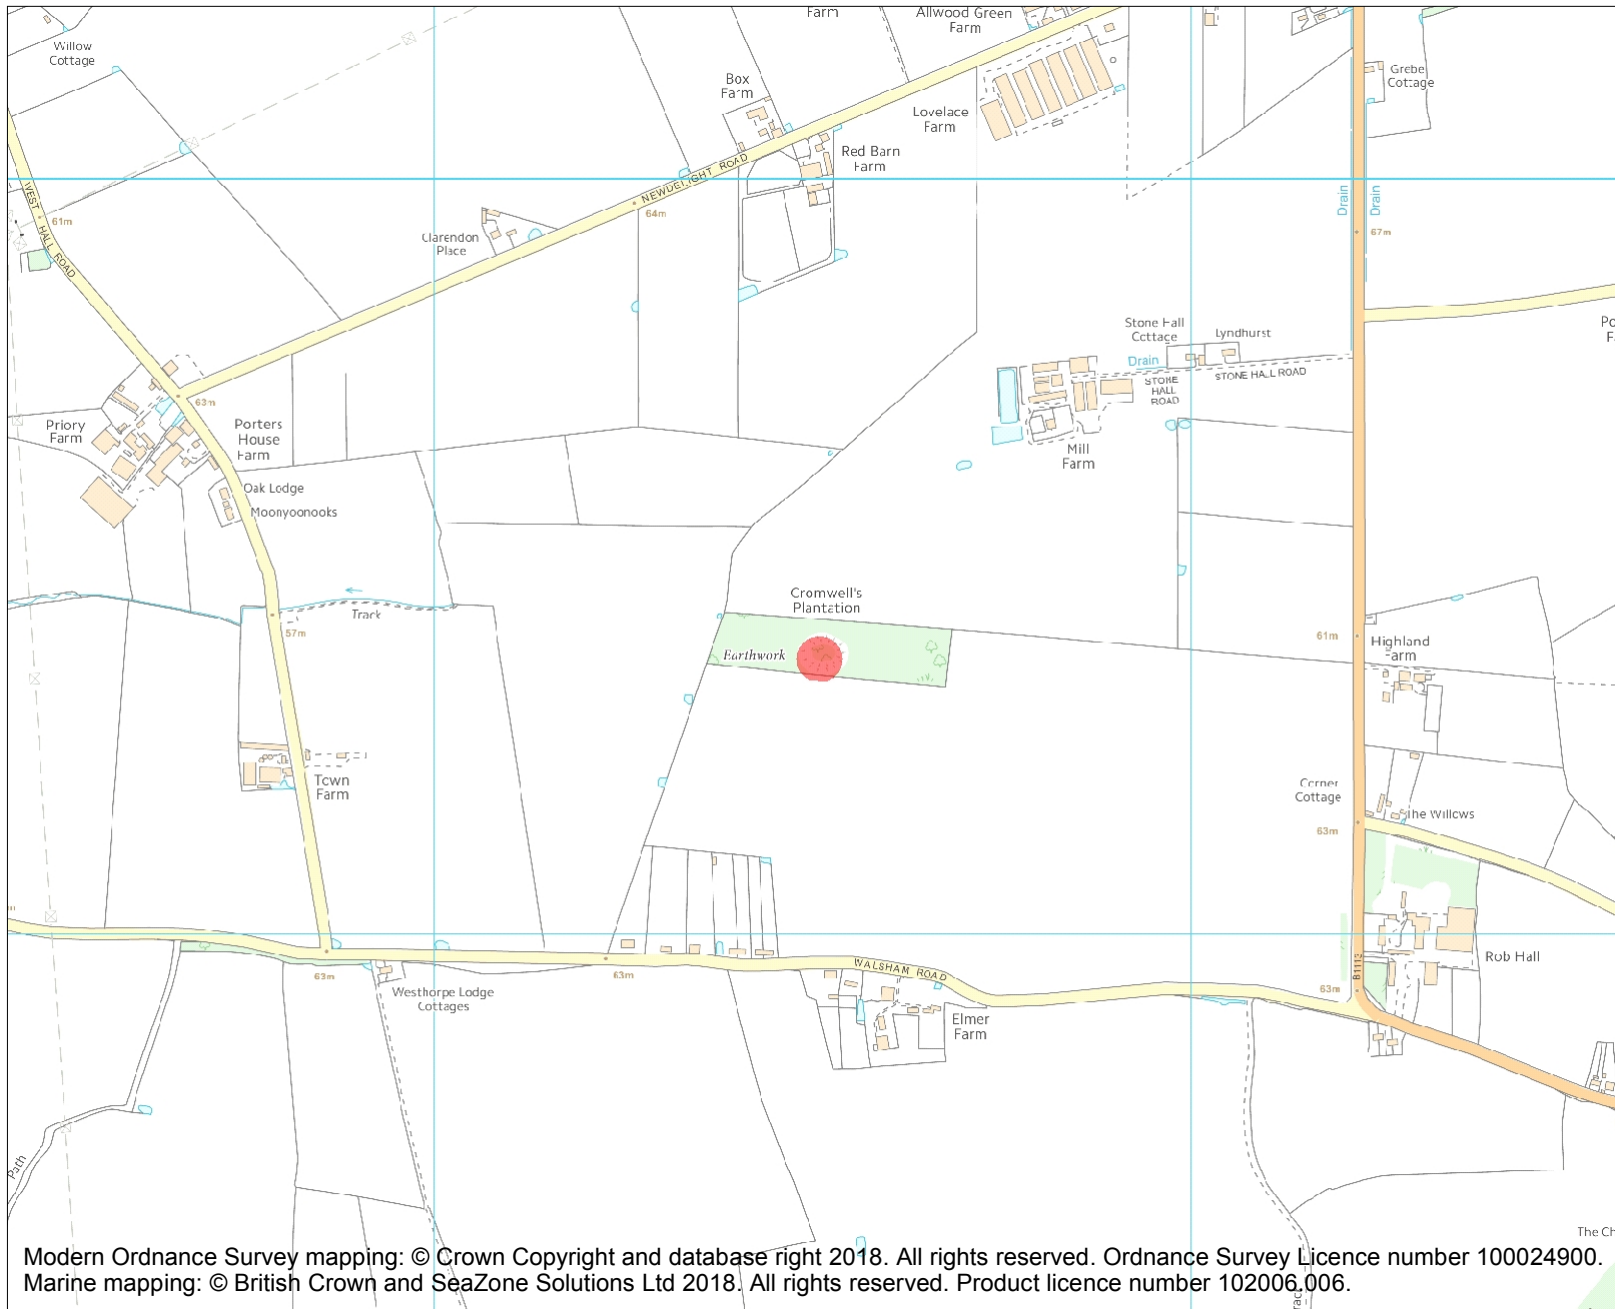 Farm
Allwood Green
Farm
Willow
Cottage
Box
Farm
Grebe
Cottage
Lovelace
Farm
Red Barn
Farm
NEWDELIGHT ROAD
WEST HALL ROAD
61m
64m
Drain
Drain
67m
Clarendon
Place
Stone Hall
Cottage
Lyndhurst
Drain
STONE HALL ROAD
STONE
HALL
ROAD
63m
Priory
Farm
Porters
House
Farm
Mill
Farm
Oak Lodge
Moonyoonooks
Cromwell's
Plantation
Track
57m
Earthwork
61m
Highland
Farm
Town
Farm
Corner
Cottage
The Willows
63m
WALSHAM ROAD
B1113
Rob Hall
63m
63m
63m
Westhorpe Lodge
Cottages
Elmer
Farm
Path
The Ch
Modern Ordnance Survey mapping: © Crown Copyright and database right 2018. All rights reserved. Ordnance Survey Licence number 100024900.
Marine mapping: © British Crown and SeaZone Solutions Ltd 2018. All rights reserved. Product licence number 102006.006.